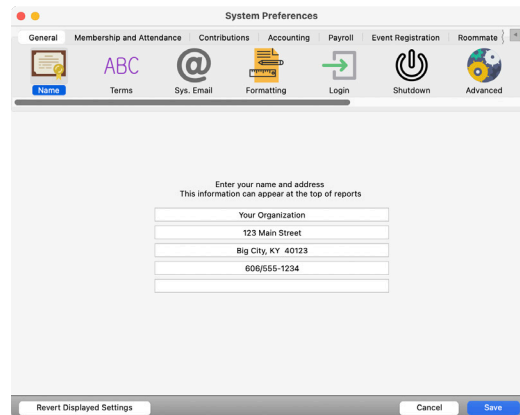 System Preferences
General Membership and Attendance Contributions Accounting Payroll Event Registration Roommate
ABC
@
Name Terms Sys. Email Formatting Login Shutdown Advanced
Enter your name and address
This information can appear at the top of reports
Your Organization
123 Main Street
Big City, KY 40123
606/555-1234
Revert Displayed Settings Cancel Save